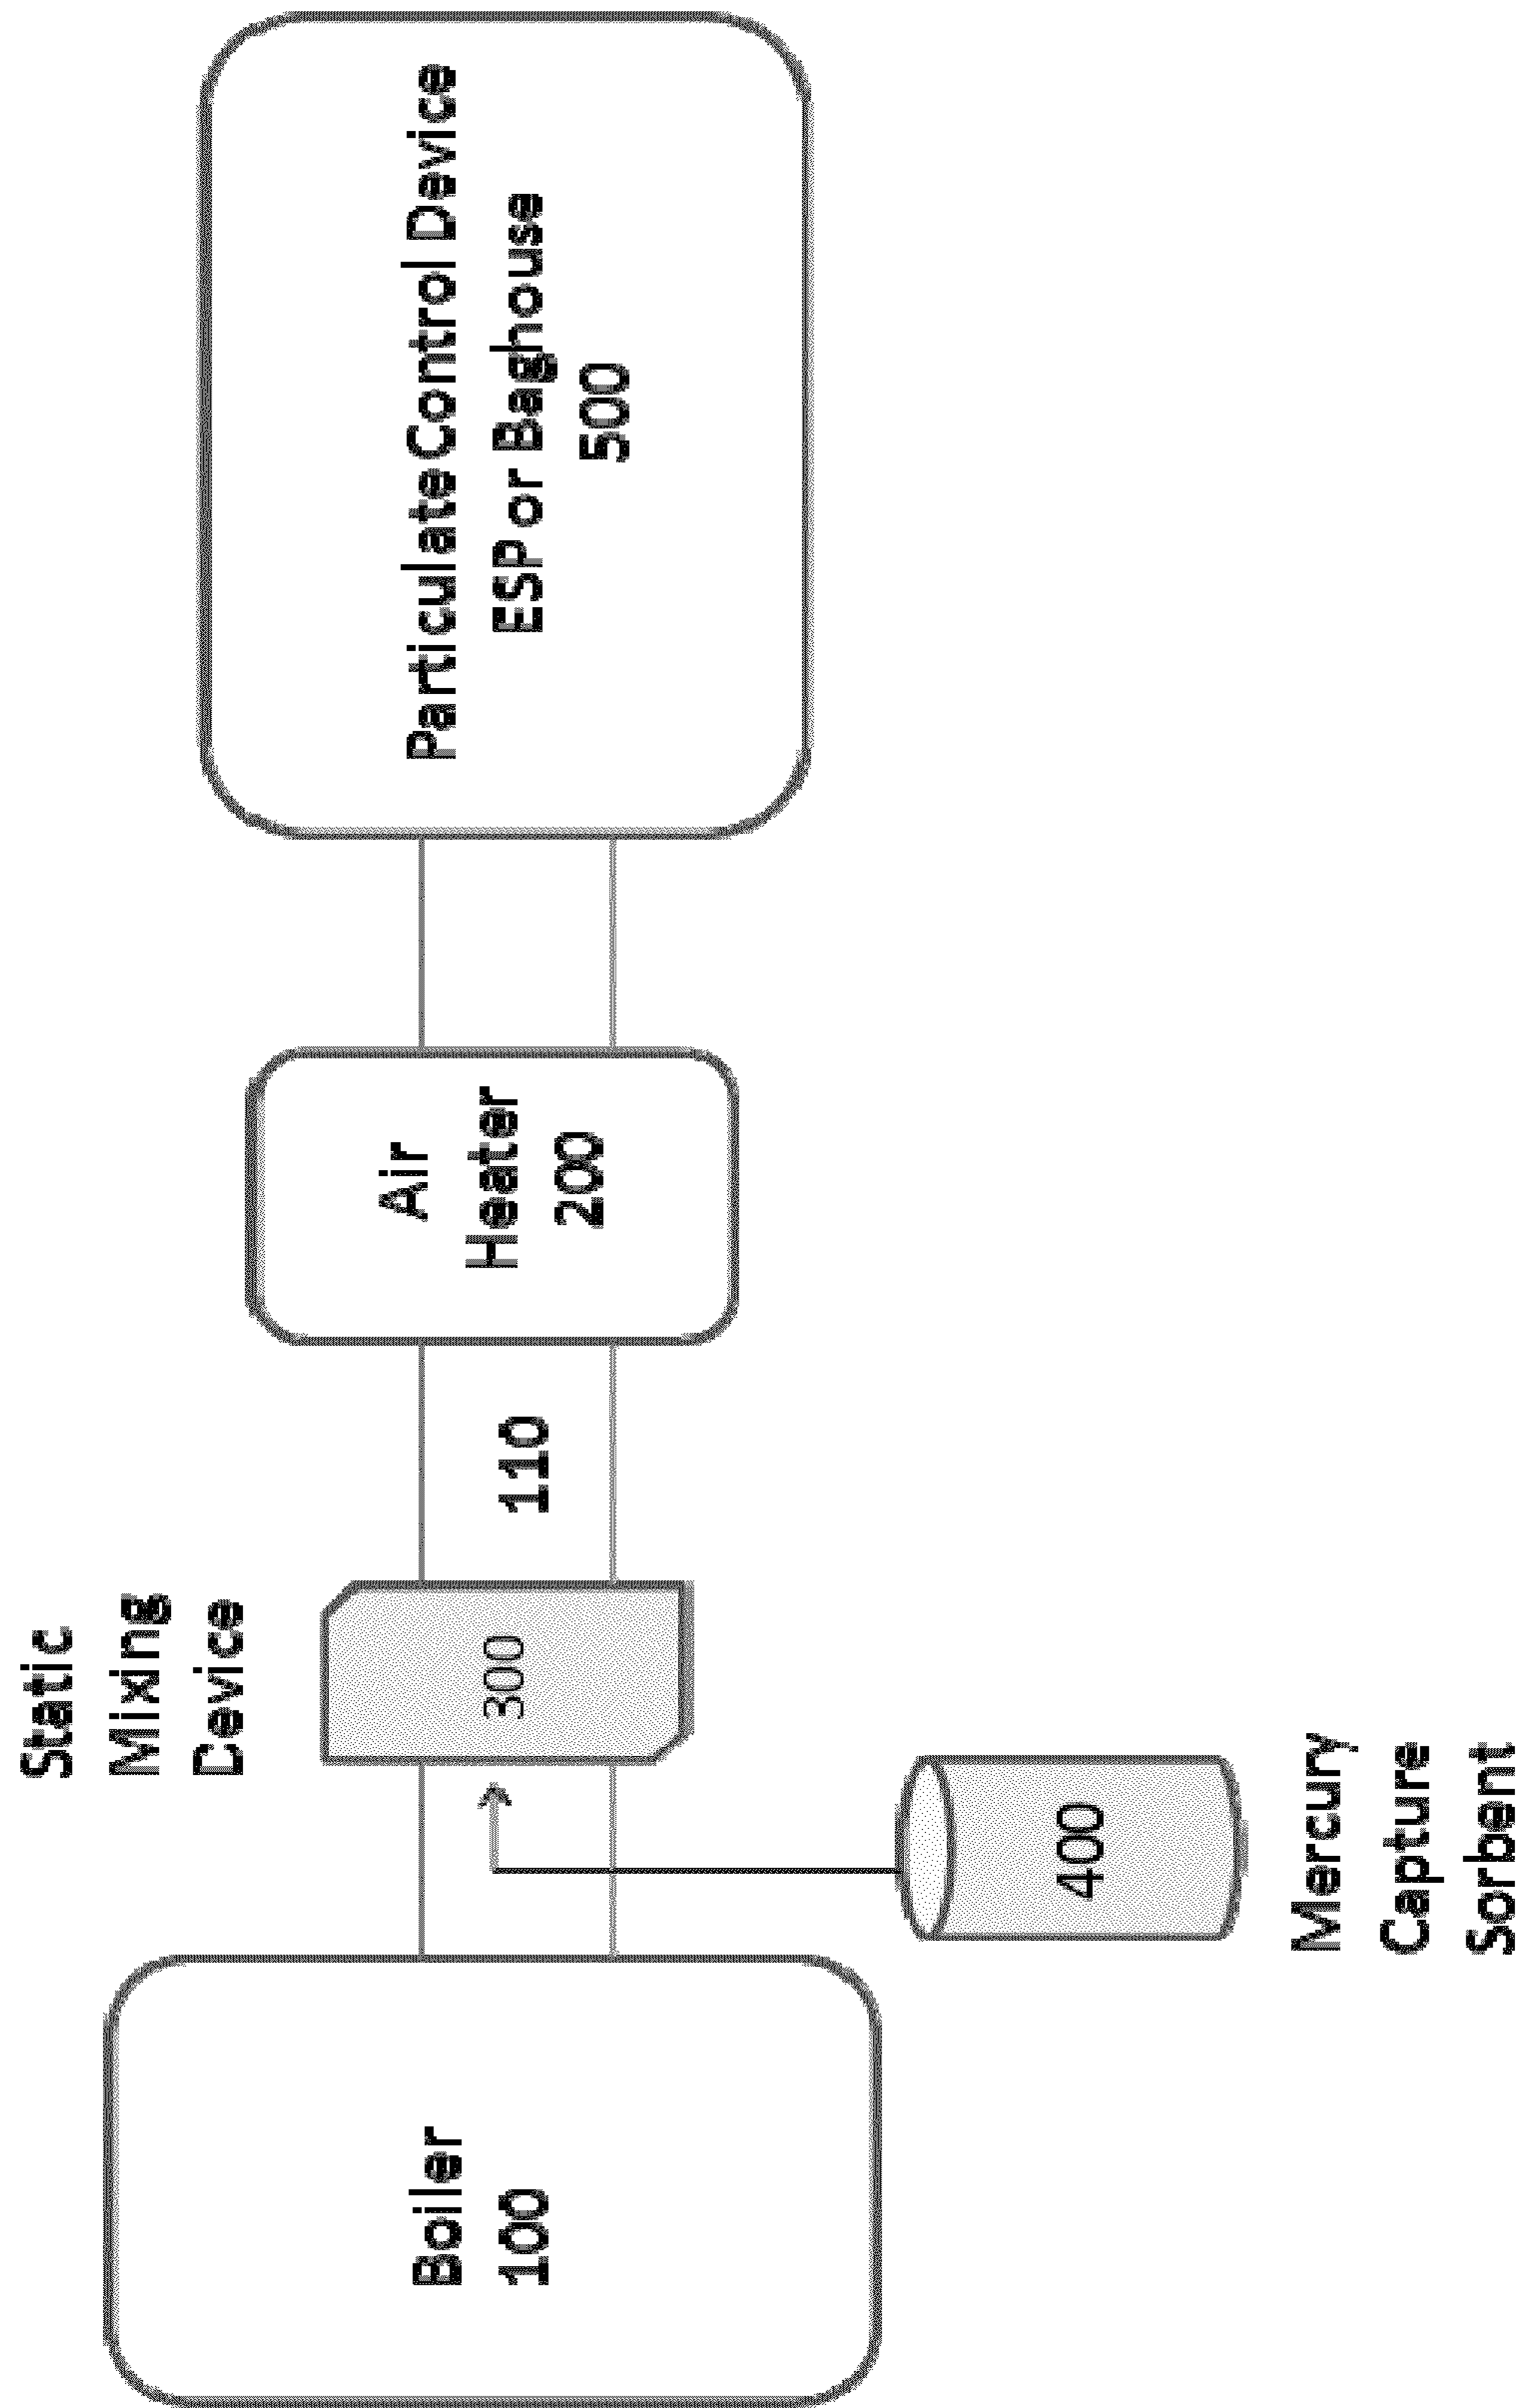 Static
Mixing
Device
Boiler
100
300
110
Air
Heater
200
Particulate Control Device
ESP or Baghouse
500
400
Mercury
Capture
Sorbent